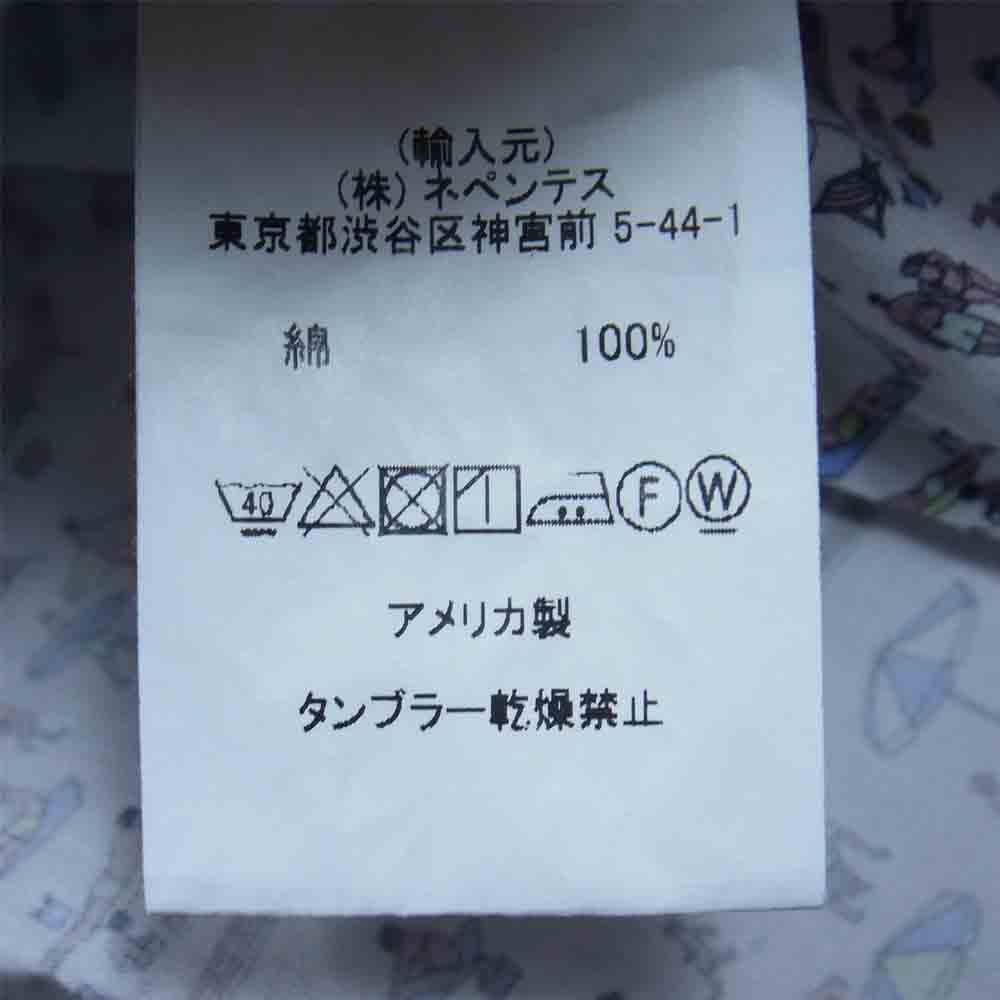 (輸入元)
(株)ネペンテス
東京都渋谷区神宮前 5-44-1
綿 100%
40 F W
アメリカ製
タンブラー乾燥禁止